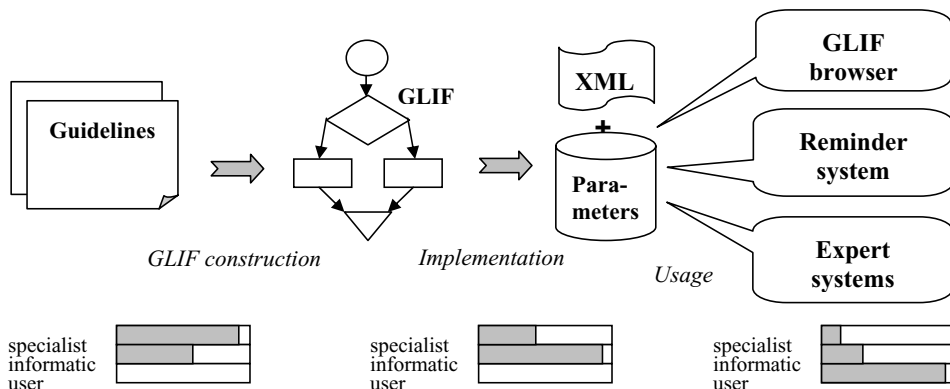 GLIF
browser
XML
GLIF
Guidelines
+
Reminder
system
Para-
meters
GLIF construction
Implementation
Usage
Expert
systems
specialist
informatic
user
specialist
informatic
user
specialist
informatic
user